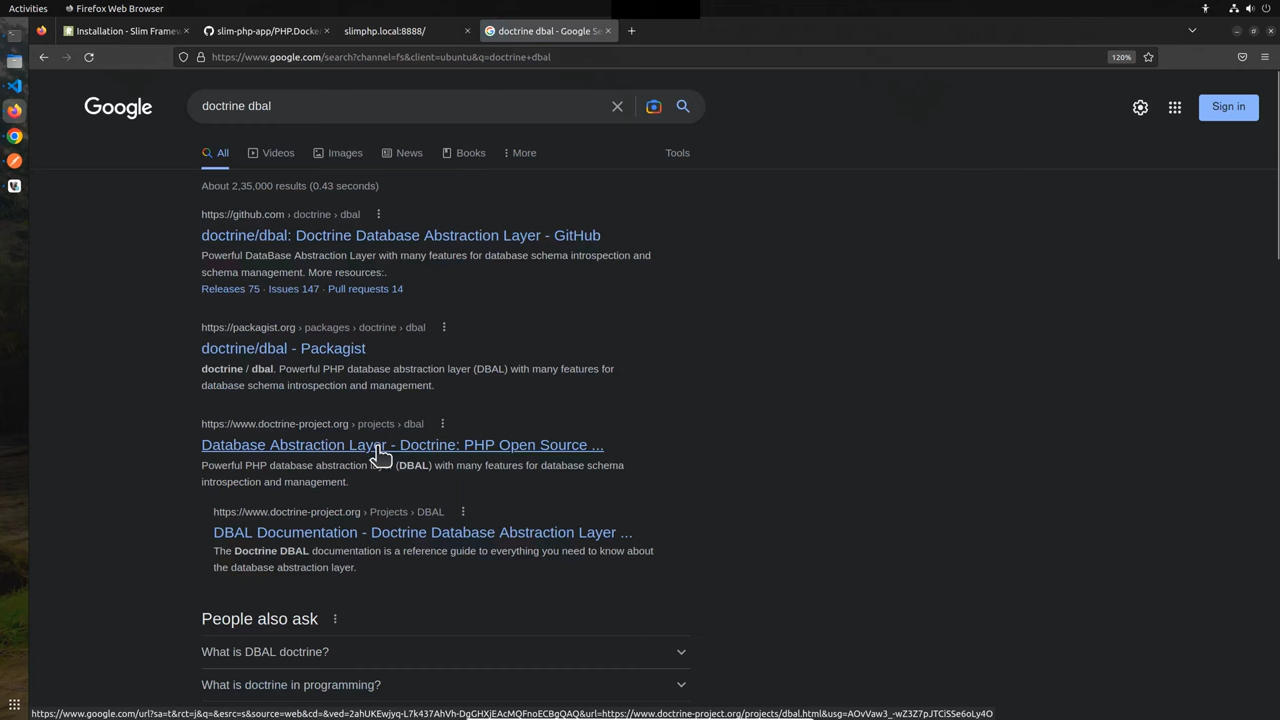 Activities
Firefox Web Browser
Installation - Slim Framew
slim-php-app/PHP.Docke
slimphp.local:8888/
doctrine dbal - Google Se
https://www.google.com/search?channel=fs&client=ubuntu&q=doctrine+dbal
120%
Google
doctrine dbal
Sign in
All
Videos
Images
News
Books
More
Tools
About 2,35,000 results (0.43 seconds)
https://github.com › doctrine › dbal
doctrine/dbal: Doctrine Database Abstraction Layer - GitHub
Powerful DataBase Abstraction Layer with many features for database schema introspection and
schema management. More resources:.
Releases 75 · Issues 147 · Pull requests 14
https://packagist.org › packages › doctrine › dbal
doctrine/dbal - Packagist
doctrine / dbal. Powerful PHP database abstraction layer (DBAL) with many features for
database schema introspection and management.
https://www.doctrine-project.org › projects › dbal
Database Abstraction Layer - Doctrine: PHP Open Source ...
Powerful PHP database abstraction layer (DBAL) with many features for database schema
introspection and management.
https://www.doctrine-project.org › Projects › DBAL
DBAL Documentation - Doctrine Database Abstraction Layer ...
The Doctrine DBAL documentation is a reference guide to everything you need to know about
the database abstraction layer.
People also ask
What is DBAL doctrine?
What is doctrine in programming?